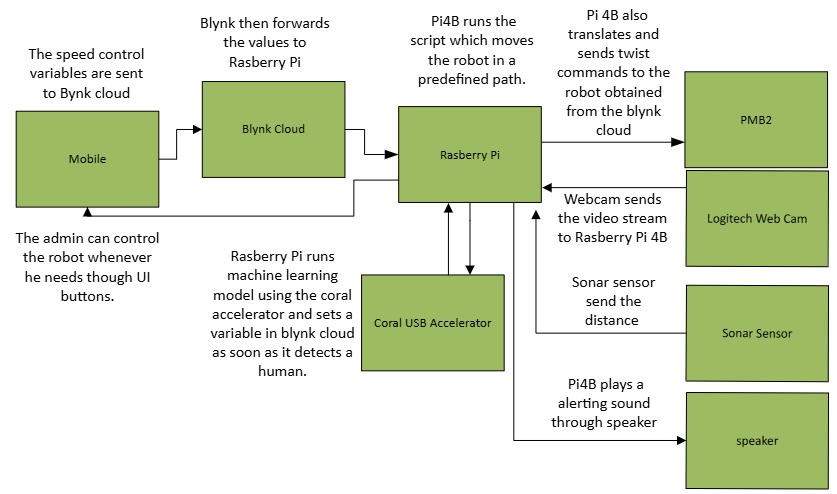 The speed control
variables are sent
to Bynk cloud
Blynk then forwards
the values to
Rasberry Pi
Pi4B runs the
script which moves
the robot in a
predefined path.
Pi 4B also
translates and
sends twist
commands to the
robot obtained
from the blynk
cloud
Mobile
Blynk Cloud
Rasberry Pi
PMB2
Webcam sends
the video stream
to Rasberry Pi 4B
Logitech Web Cam
The admin can control
the robot whenever
he needs though UI
buttons.
Rasberry Pi runs
machine learning
model using the coral
accelerator and sets a
variable in blynk cloud
as soon as it detects a
human.
Coral USB Accelerator
Sonar sensor
send the
distance
Sonar Sensor
Pi4B plays a
alerting sound
through speaker
speaker